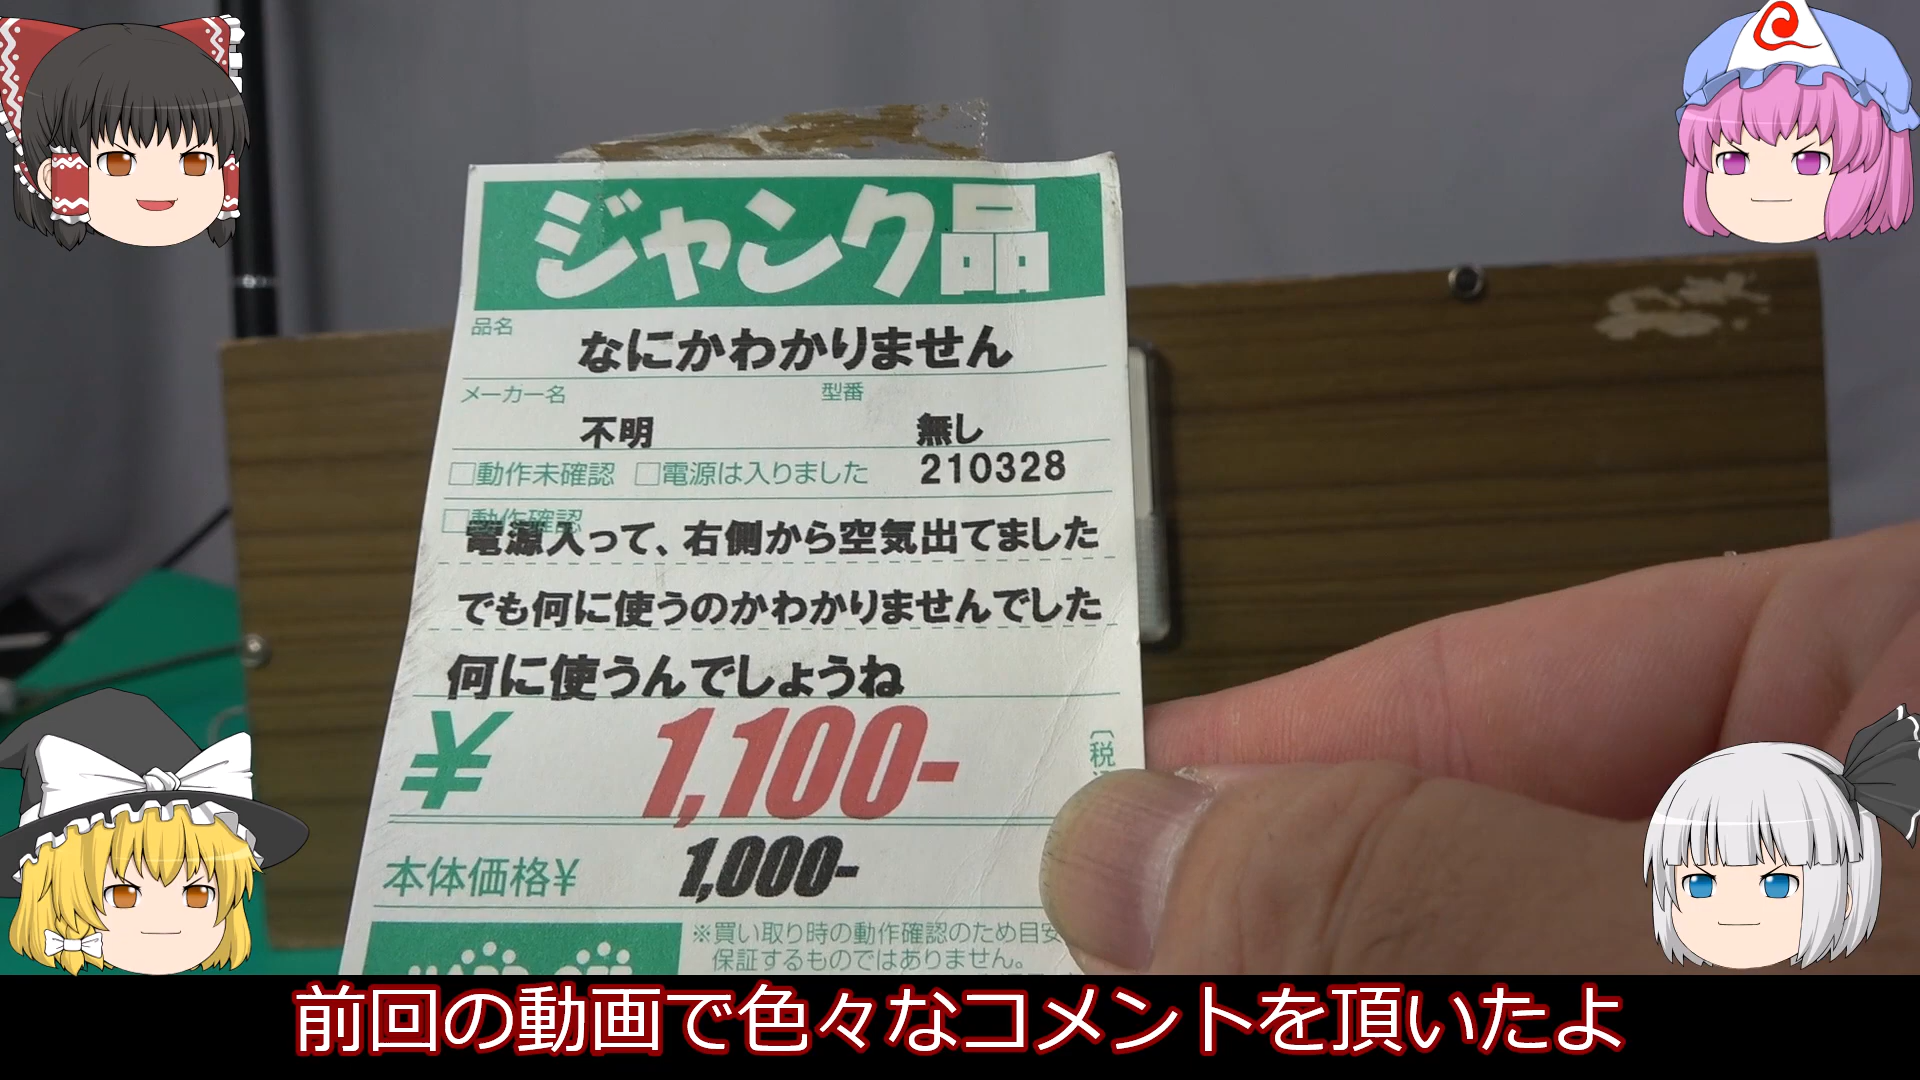 ジャンク品
品名
なにかわかりません
メーカー名 型番
不明 無し
□動作未確認 □電源は入りました 210328
□動作確認
電源入って、右側から空気出てました
でも何に使うのかわかりませんでした
何に使うんでしょうね
¥ 1,100- (税
本体価格¥ 1,000-
※買い取り時の動作確認のため目安
保証するものではありません。
前回の動画で色々なコメントを頂いたよ